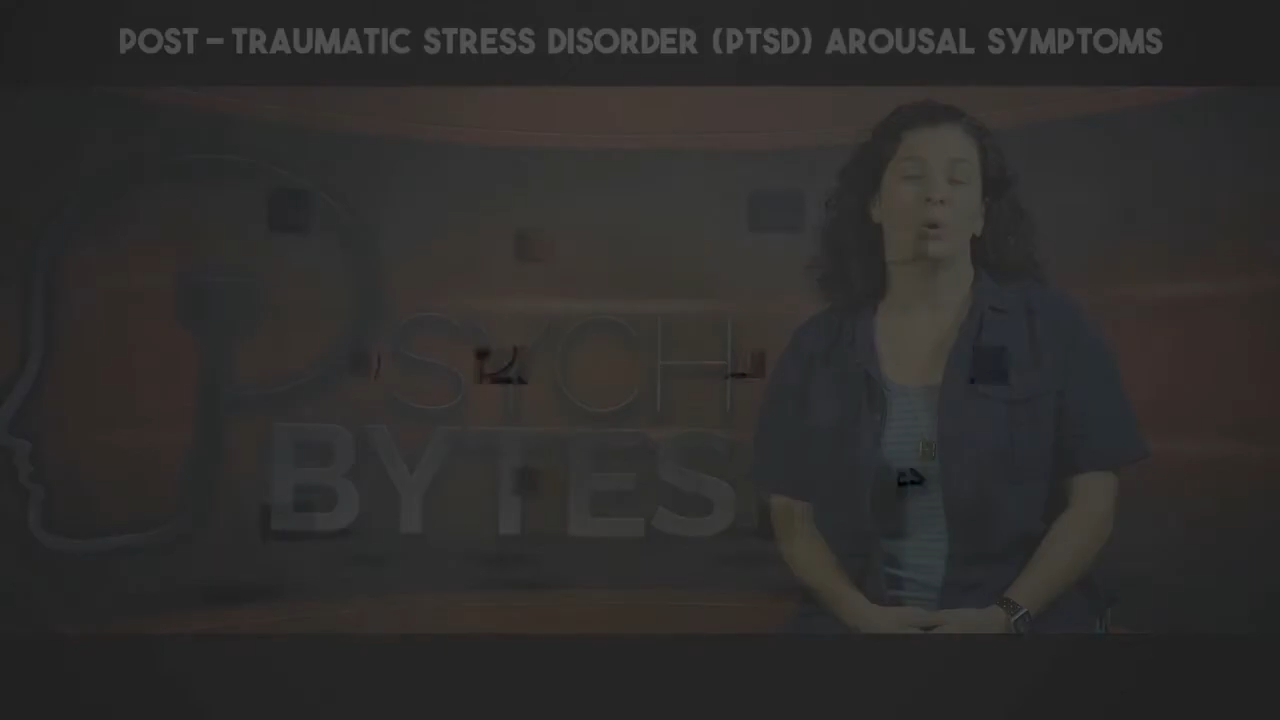 POST – TRAUMATIC STRESS DISORDER (PTSD) AROUSAL SYMPTOMS
PSYCH
BYTES